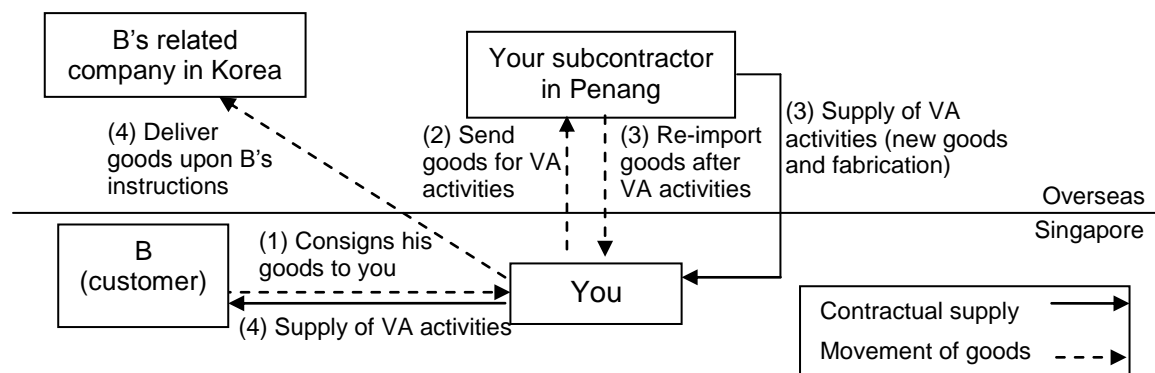 B’s related
company in Korea
Your subcontractor
in Penang
(4) Deliver
goods upon B’s
instructions
(2) Send
goods for VA
activities
(3) Re-import
goods after
VA activities
(3) Supply of VA
activities (new goods
and fabrication)
Overseas
Singapore
B
(customer)
(1) Consigns his
goods to you
You
(4) Supply of VA activities
Contractual supply
Movement of goods